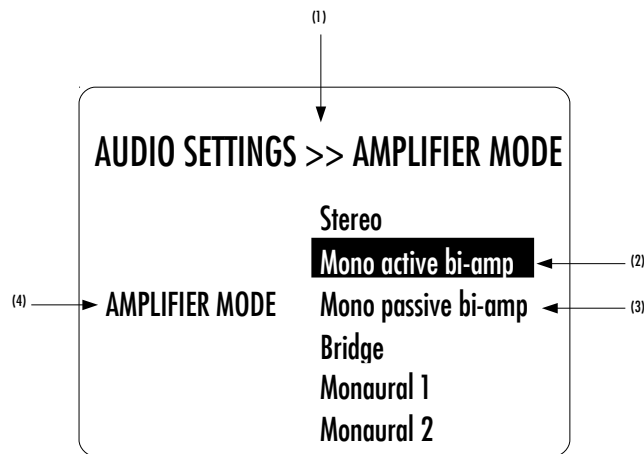 (1)
AUDIO SETTINGS >> AMPLIFIER MODE
Stereo
Mono active bi-amp
(2)
(4)
AMPLIFIER MODE
Mono passive bi-amp
(3)
Bridge
Monaural 1
Monaural 2